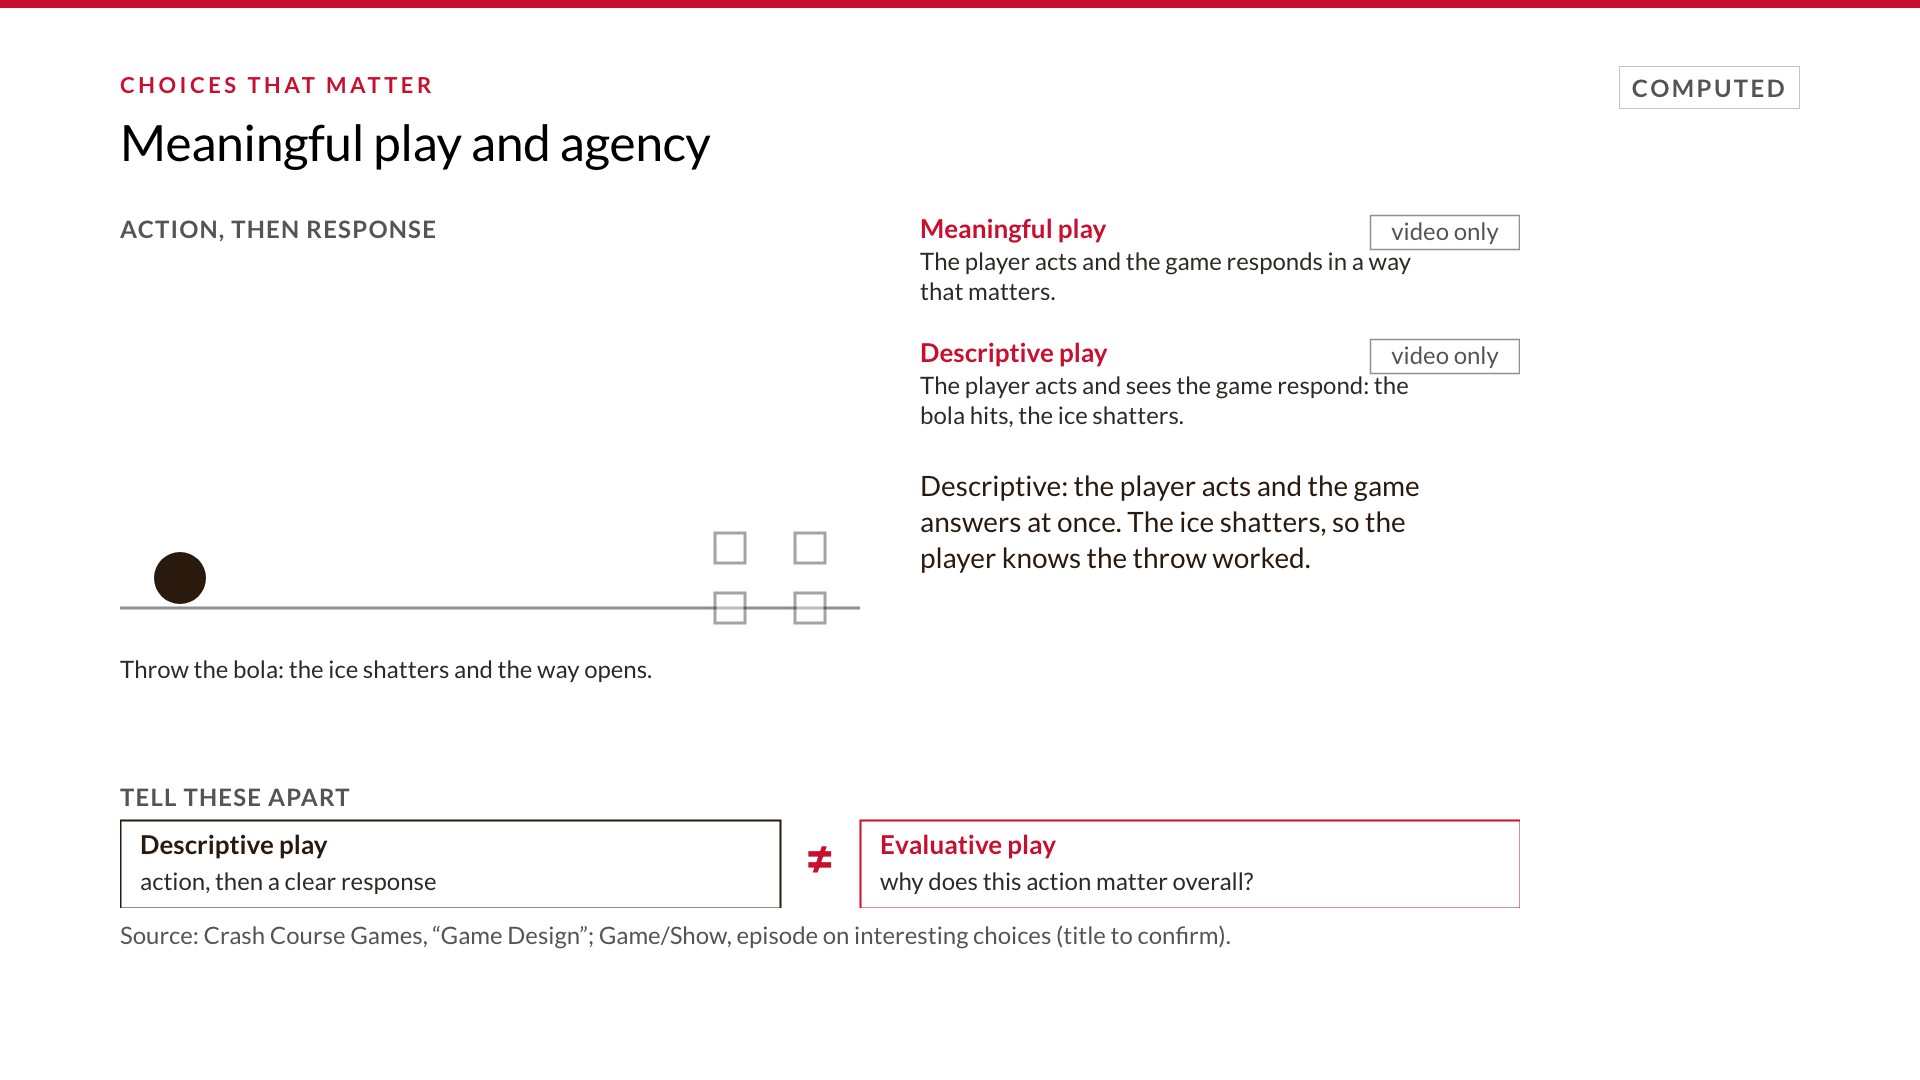 CHOICES THAT MATTER
COMPUTED
Meaningful play and agency
ACTION, THEN RESPONSE
Meaningful play
video only
The player acts and the game responds in a way
that matters.
Descriptive play
video only
The player acts and sees the game respond: the
bola hits, the ice shatters.
Descriptive: the player acts and the game
answers at once. The ice shatters, so the
player knows the throw worked.
Throw the bola: the ice shatters and the way opens.
TELL THESE APART
Descriptive play
action, then a clear response
≠
Evaluative play
why does this action matter overall?
Source: Crash Course Games, “Game Design”; Game/Show, episode on interesting choices (title to confirm).